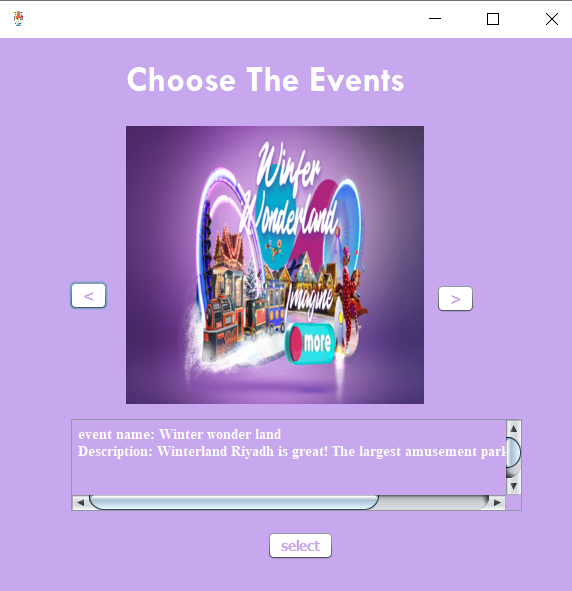 Choose The Events
Winter
Wonderland
Imagine
more
<
>
event name: Winter wonder land
Description: Winterland Riyadh is great! The largest amusement park
select